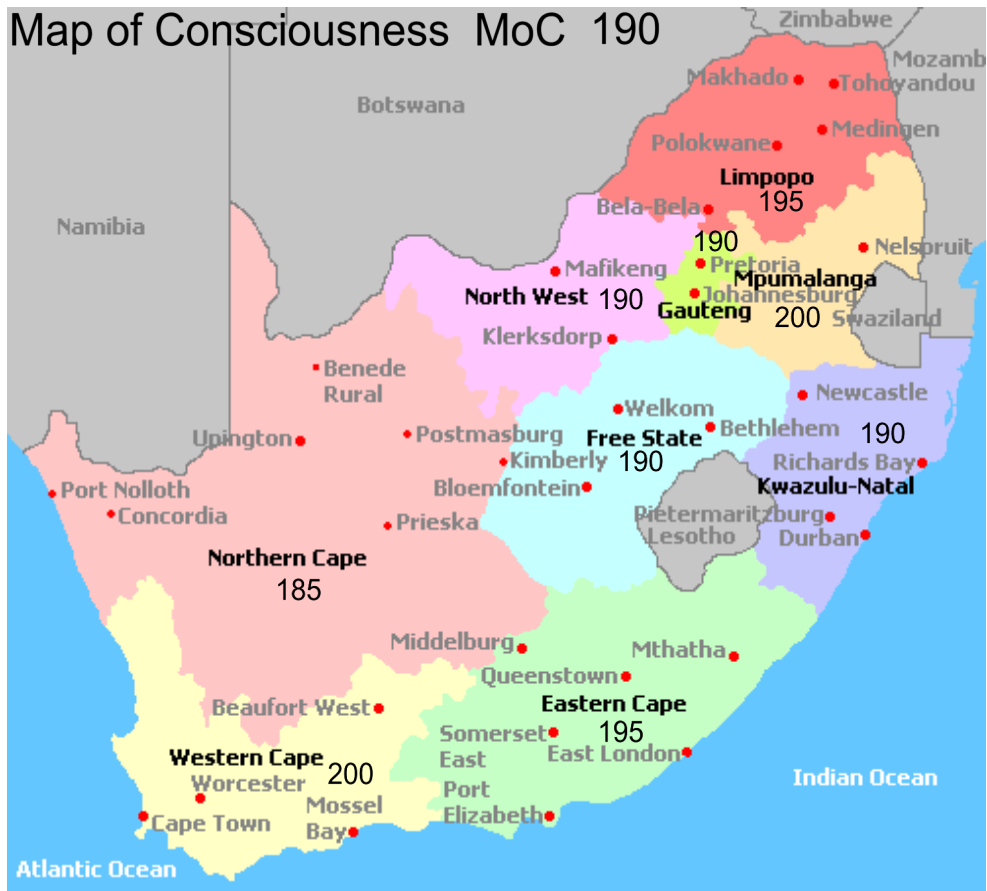 Map of Consciousness MoC 190
Zimbabwe
Mozamb
Makhado
Tohoyandou
Botswana
Medingen
Polokwane
Limpopo
195
Bela-Bela
Namibia
190
Nelspruit
Pretoria
Mafikeng
Mpumalanga
North West 190
Johannesburg
Gauteng
200
Swaziland
Klerksdorp
Benede
Rural
Newcastle
Welkom
Bethlehem
190
Upington
Postmasburg
Free State
190
Kimberly
Richards Bay
Port Nolloth
Bloemfontein
Kwazulu-Natal
Concordia
Prieska
Pietermaritzburg
Lesotho
Durban
Northern Cape
185
Middelburg
Mthatha
Queenstown
Beaufort West
Eastern Cape
195
Somerset
East
East London
Western Cape
200
Worcester
Indian Ocean
Port
Elizabeth
Mossel
Bay
Cape Town
Atlantic Ocean